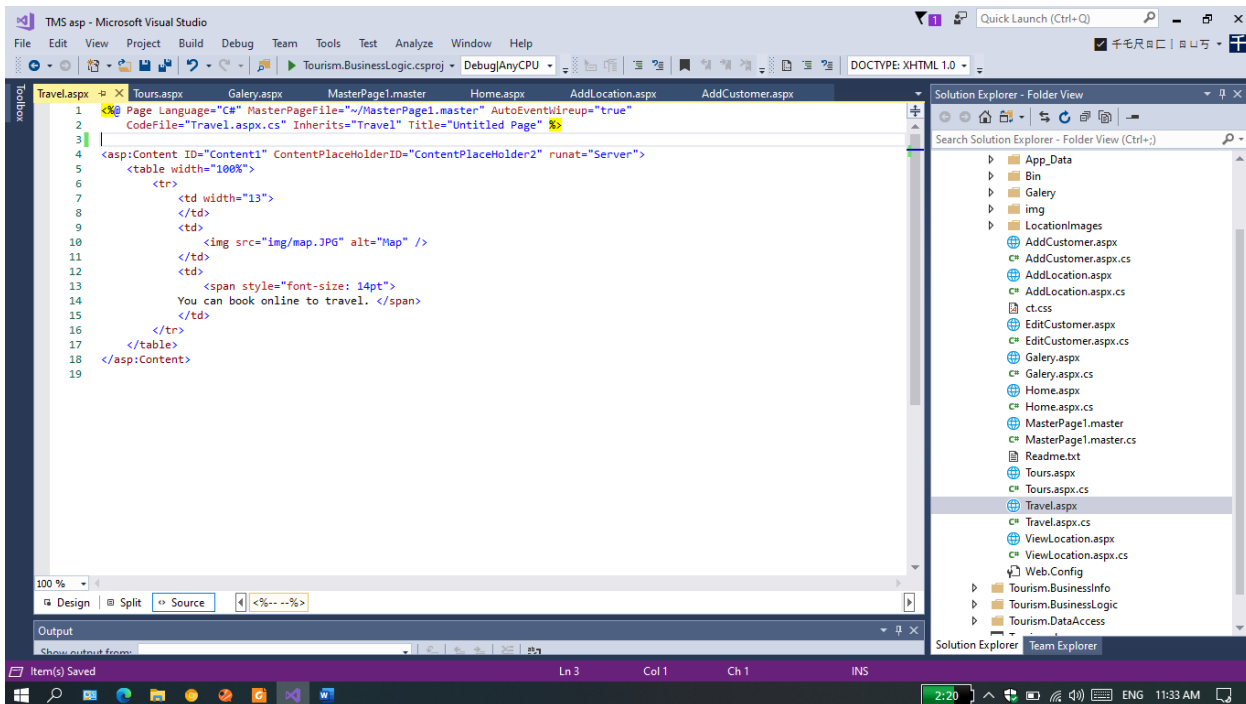 TMS asp - Microsoft Visual Studio
1
Quick Launch (Ctrl+Q)
File Edit View Project Build Debug Team Tools Test Analyze Window Help
Tourism.BusinessLogic.csproj
Debug|AnyCPU
DOCTYPE: XHTML 1.0
Toolbox
Travel.aspx Tours.aspx Galery.aspx MasterPage1.master Home.aspx AddLocation.aspx AddCustomer.aspx
1 <%@ Page Language="C#" MasterPageFile="~/MasterPage1.master" AutoEventWireup="true"
2 CodeFile="Travel.aspx.cs" Inherits="Travel" Title="Untitled Page" %>
3
4 <asp:Content ID="Content1" ContentPlaceHolderID="ContentPlaceHolder2" runat="Server">
5 <table width="100%">
6 <tr>
7 <td width="13">
8 </td>
9 <td>
10 <img src="img/map.JPG" alt="Map" />
11 </td>
12 <td>
13 <span style="font-size: 14pt">
14 You can book online to travel. </span>
15 </td>
16 </tr>
17 </table>
18 </asp:Content>
19
100 %
Design Split Source <%-- --%>
Output
Show output from:
Solution Explorer - Folder View
Search Solution Explorer - Folder View (Ctrl+;)
App_Data
Bin
Galery
img
LocationImages
AddCustomer.aspx
C# AddCustomer.aspx.cs
AddLocation.aspx
C# AddLocation.aspx.cs
ct.css
EditCustomer.aspx
C# EditCustomer.aspx.cs
Galery.aspx
C# Galery.aspx.cs
Home.aspx
C# Home.aspx.cs
MasterPage1.master
C# MasterPage1.master.cs
Readme.txt
Tours.aspx
C# Tours.aspx.cs
Travel.aspx
C# Travel.aspx.cs
ViewLocation.aspx
C# ViewLocation.aspx.cs
Web.Config
Tourism.BusinessInfo
Tourism.BusinessLogic
Tourism.DataAccess
Solution Explorer Team Explorer
Item(s) Saved Ln 3 Col 1 Ch 1 INS
2:20 ENG 11:33 AM